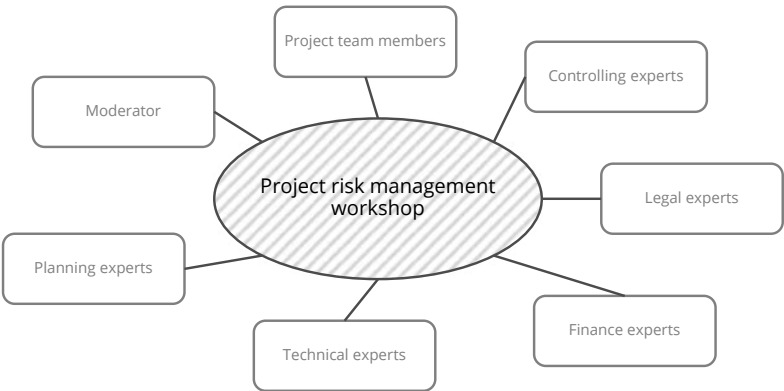 Project team members
Controlling experts
Moderator
Project risk management
workshop
Legal experts
Planning experts
Finance experts
Technical experts